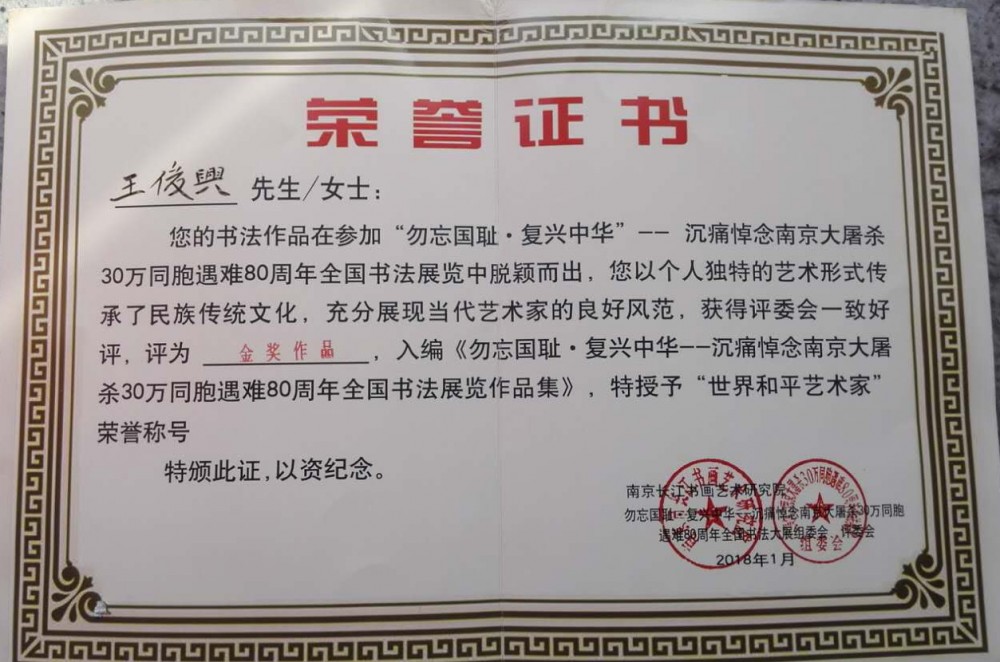 荣誉证书
王俊興 先生/女士:
您的书法作品在参加“勿忘国耻·复兴中华”-- 沉痛悼念南京大屠杀
30万同胞遇难80周年全国书法展览中脱颖而出,您以个人独特的艺术形式传
承了民族传统文化,充分展现当代艺术家的良好风范,获得评委会一致好
评,评为 金奖作品 ,入编《勿忘国耻·复兴中华--沉痛悼念南京大屠
杀30万同胞遇难80周年全国书法展览作品集》,特授予“世界和平艺术家”
荣誉称号
特颁此证,以资纪念。
南京长江书画艺术研究院
勿忘国耻·复兴中华--沉痛悼念南京大屠杀30万同胞
遇难80周年全国书法大展组委会、评委会
2018年1月
组委会